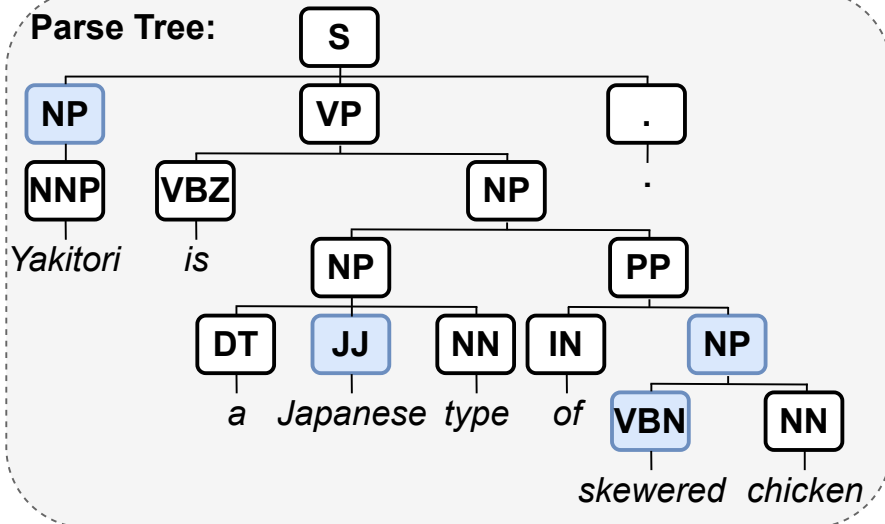 Parse Tree:
S
NP VP .
NNP VBZ NP .
Yakitori is
NP PP
DT JJ NN IN NP
a Japanese type of
VBN NN
skewered chicken